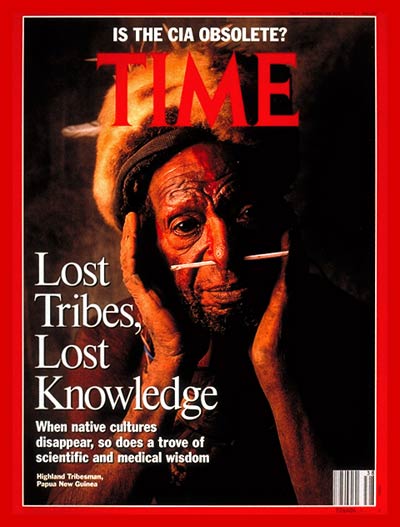 IS THE CIA OBSOLETE?
TIME
Lost
Tribes,
Lost
Knowledge
When native cultures
disappear, so does a trove of
scientific and medical wisdom
Highland Tribesman,
Papua New Guinea
38